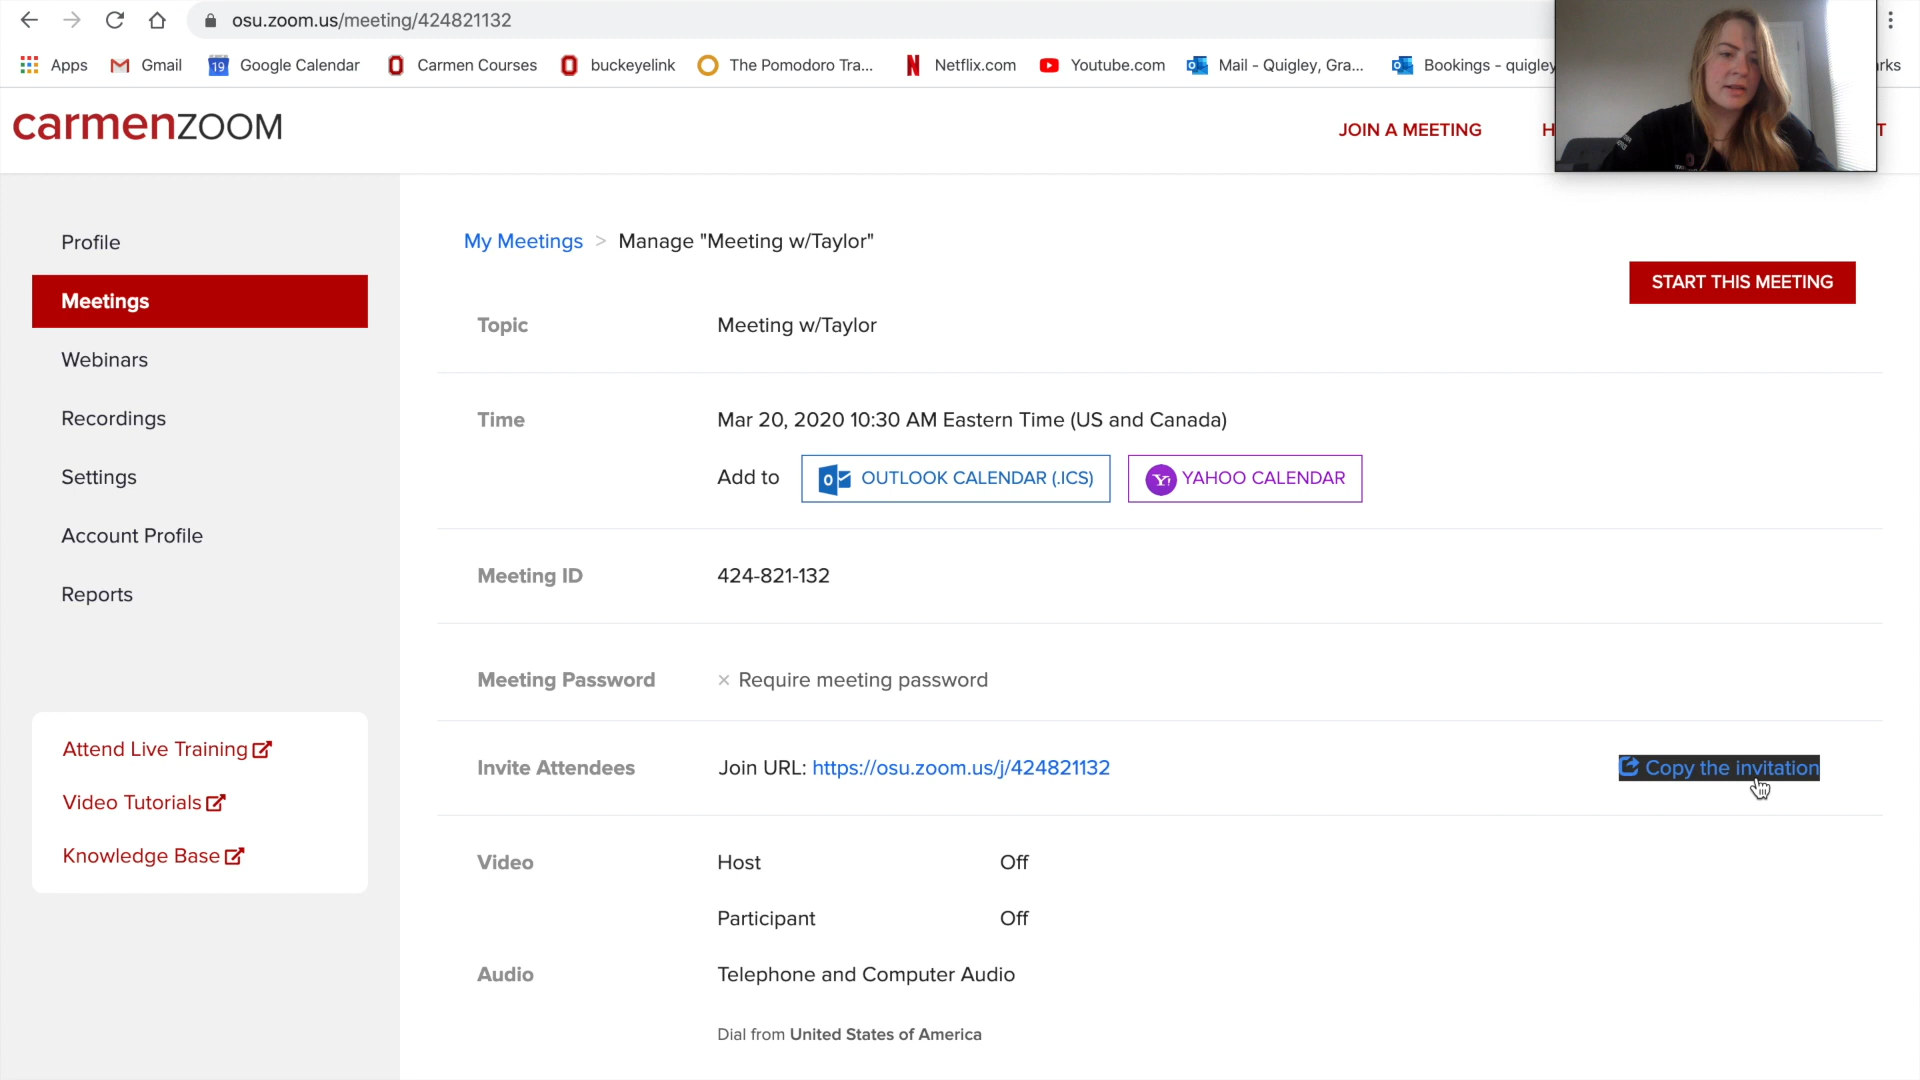 osu.zoom.us/meeting/424821132
Apps Gmail 19 Google Calendar Carmen Courses buckeyelink The Pomodoro Tra... Netflix.com Youtube.com Mail - Quigley, Gra... Bookings - quigley
carmenZOOM
JOIN A MEETING
Profile
Meetings
Webinars
Recordings
Settings
Account Profile
Reports
Attend Live Training
Video Tutorials
Knowledge Base
My Meetings > Manage "Meeting w/Taylor"
START THIS MEETING
Topic Meeting w/Taylor
Time Mar 20, 2020 10:30 AM Eastern Time (US and Canada)
Add to OUTLOOK CALENDAR (.ICS) YAHOO CALENDAR
Meeting ID 424-821-132
Meeting Password × Require meeting password
Invite Attendees Join URL: https://osu.zoom.us/j/424821132 Copy the invitation
Video Host Off
Participant Off
Audio Telephone and Computer Audio
Dial from United States of America